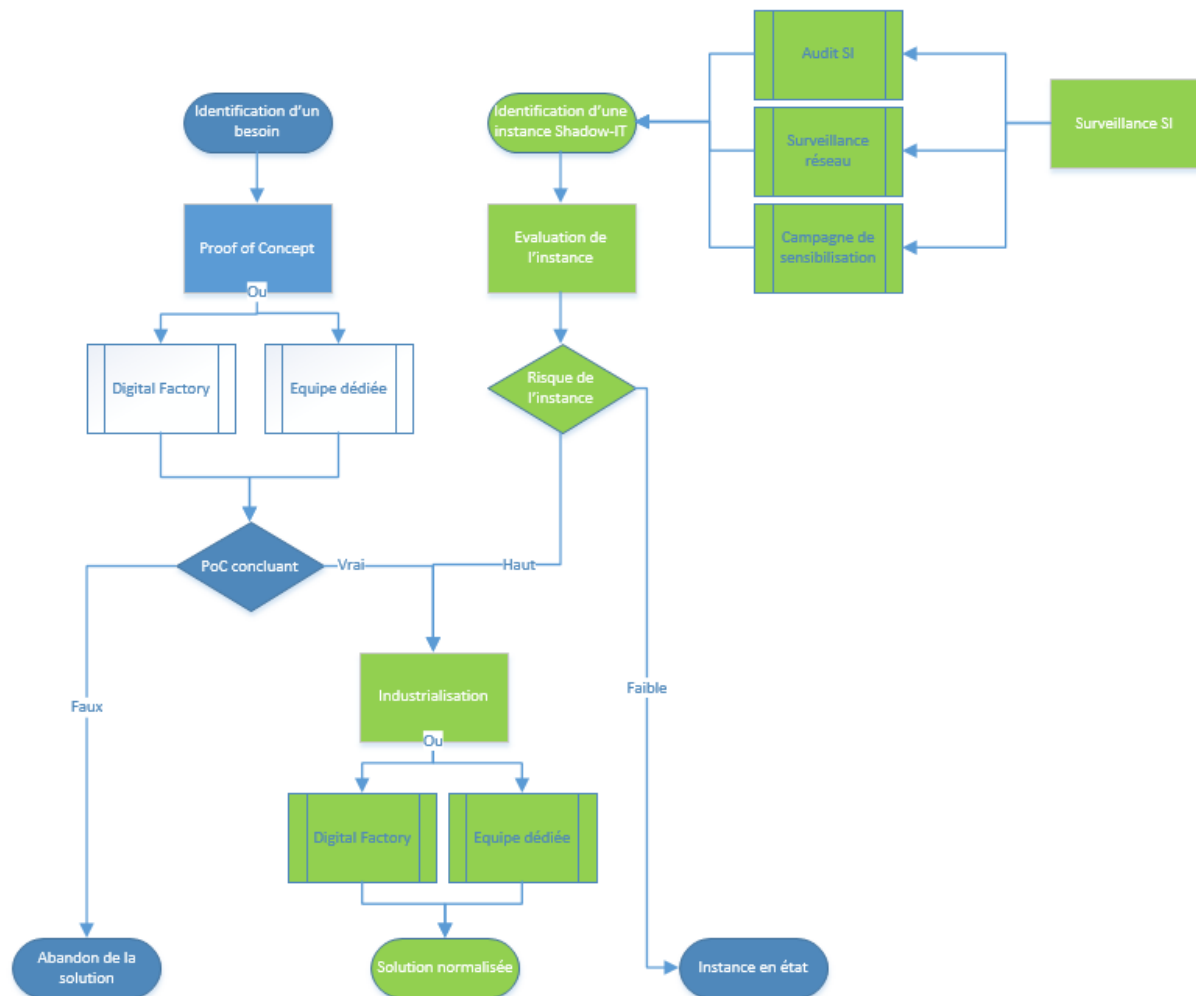 Audit SI
Identification d'un
besoin
Identification d'une
instance Shadow-IT
Surveillance
réseau
Surveillance SI
Proof of Concept
Evaluation de
l'instance
Campagne de
sensibilisation
Ou
Digital Factory
Equipe dédiée
Risque de
l'instance
PoC concluant
Vrai
Haut
Industrialisation
Faible
Faux
Ou
Digital Factory
Equipe dédiée
Abandon de la
solution
Solution normalisée
Instance en état